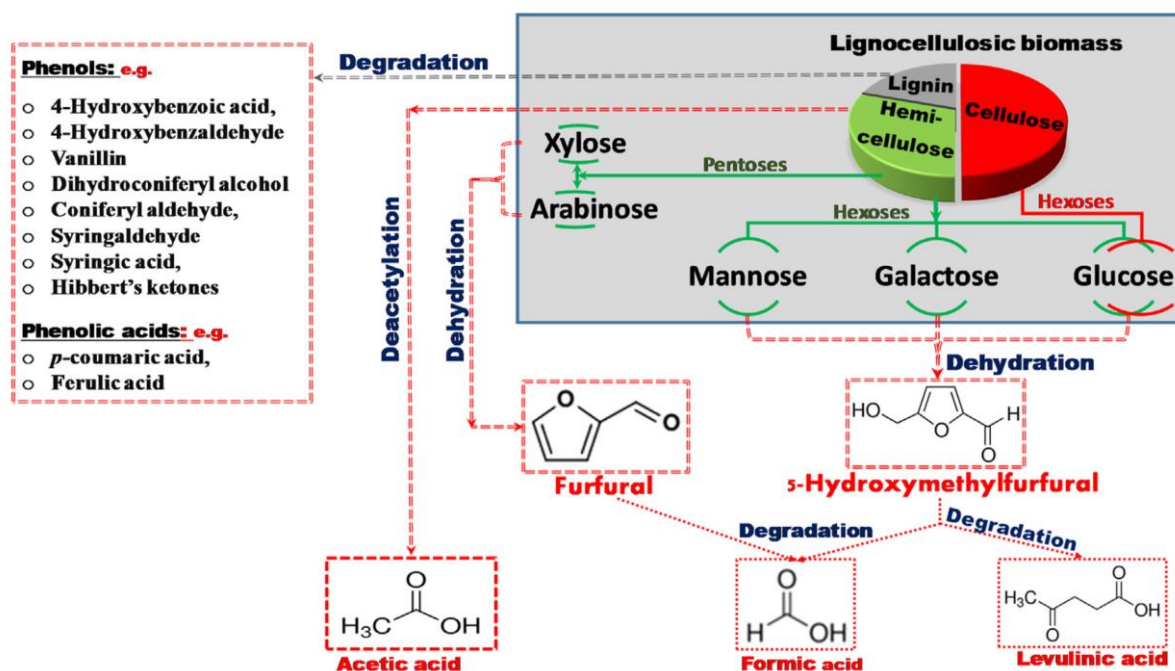 Phenols: e.g.
o 4-Hydroxybenzoic acid,
o 4-Hydroxybenzaldehyde
o Vanillin
o Dihydroconiferyl alcohol
o Coniferyl aldehyde,
o Syringaldehyde
o Syringic acid,
o Hibbert's ketones
Phenolic acids: e.g.
o p-coumaric acid,
o Ferulic acid
Degradation
Lignocellulosic biomass
Lignin
Hemi-
cellulose
Cellulose
Xylose
Pentoses
Arabinose
Hexoses
Hexoses
Mannose
Galactose
Glucose
Deacetylation
Dehydration
Dehydration
O
O
Furfural
HO
O
H
O
5-Hydroxymethylfurfural
Degradation
Degradation
O
H3C
OH
Acetic acid
O
H
OH
Formic acid
O
H3C
OH
O
Levulinic acid